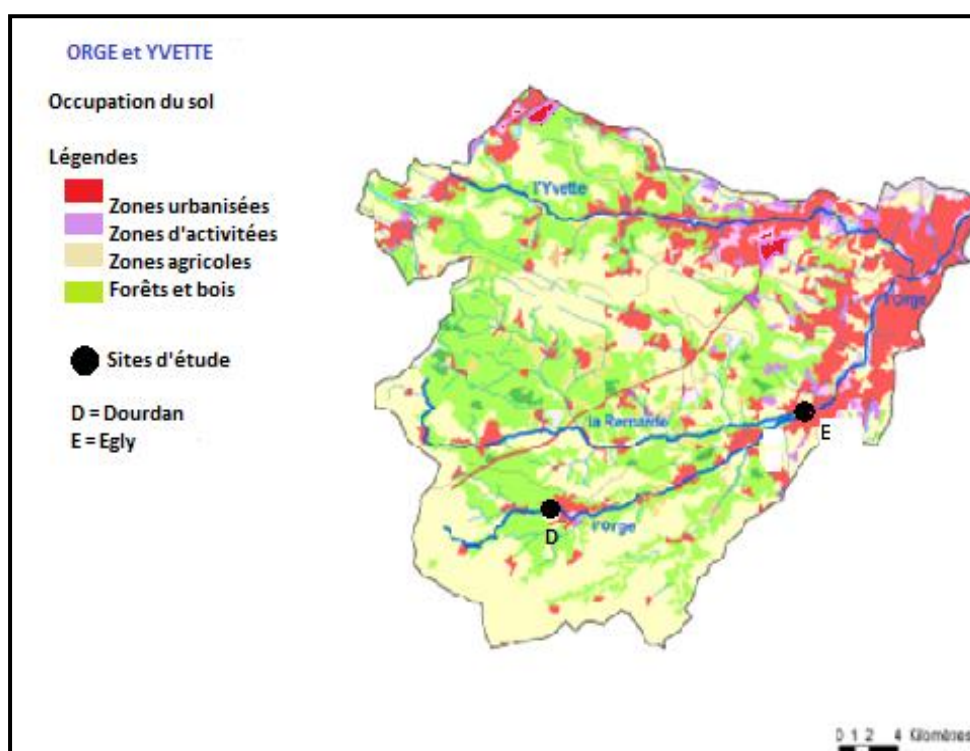 ORGE et YVETTE
Occupation du sol
Légendes
Zones urbanisées
Zones d'activitées
Zones agricoles
Forêts et bois
Sites d'étude
D = Dourdan
E = Egly
l'Yvette
l'Orge
la Remarde
E
l'Orge
D
0 1 2 4 Kilomètres